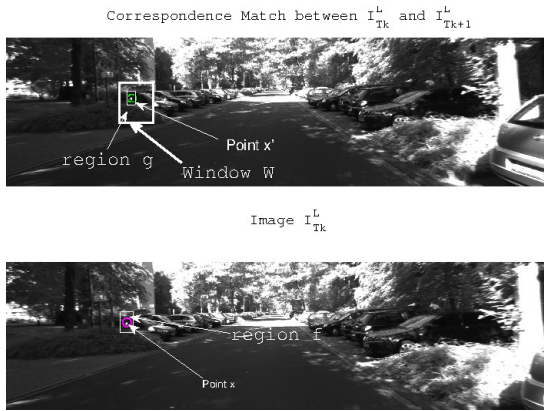 Correspondence Match between I^L_Tk and I^L_Tk+1
Point x'
region g
Window W
Image I^L_Tk
region f
Point x